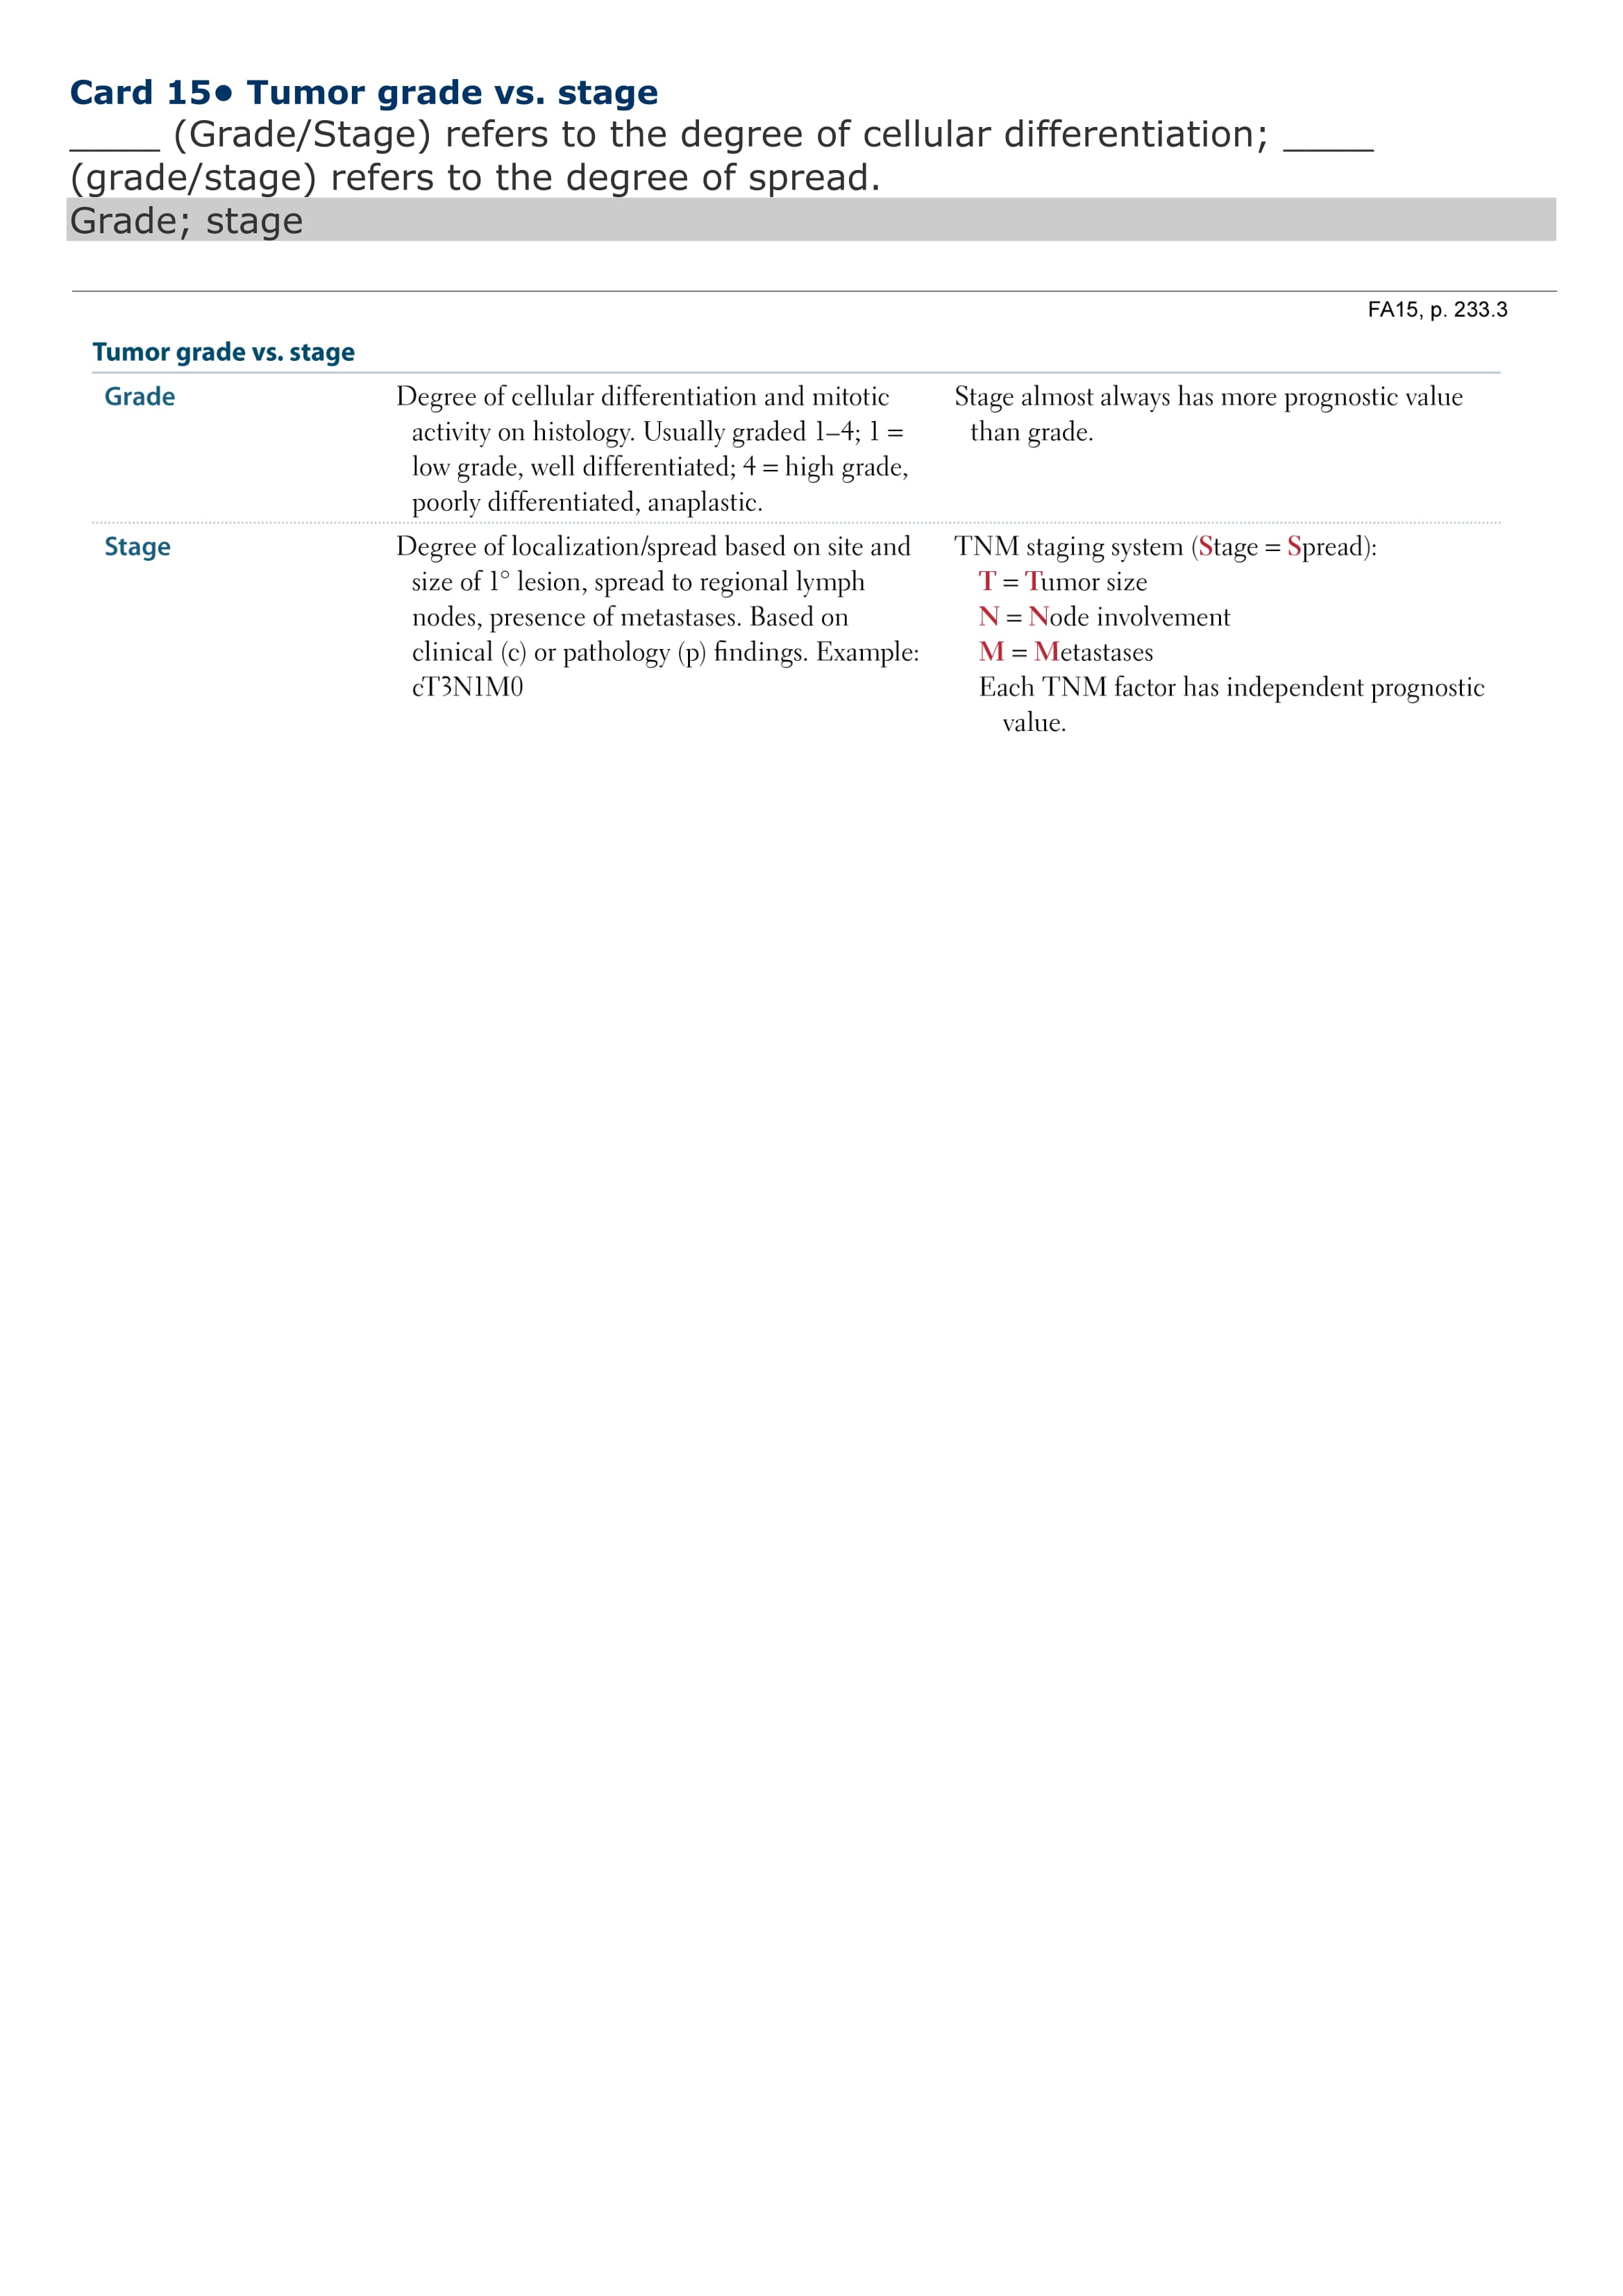 Card 15● Tumor grade vs. stage
_____ (Grade/Stage) refers to the degree of cellular differentiation; _____
(grade/stage) refers to the degree of spread.
Grade; stage
FA15, p. 233.3
Tumor grade vs. stage
Grade
Degree of cellular differentiation and mitotic
activity on histology. Usually graded 1–4; 1 =
low grade, well differentiated; 4 = high grade,
poorly differentiated, anaplastic.
Stage almost always has more prognostic value
than grade.
Stage
Degree of localization/spread based on site and
size of 1° lesion, spread to regional lymph
nodes, presence of metastases. Based on
clinical (c) or pathology (p) findings. Example:
cT3N1M0
TNM staging system (Stage = Spread):
T = Tumor size
N = Node involvement
M = Metastases
Each TNM factor has independent prognostic
value.